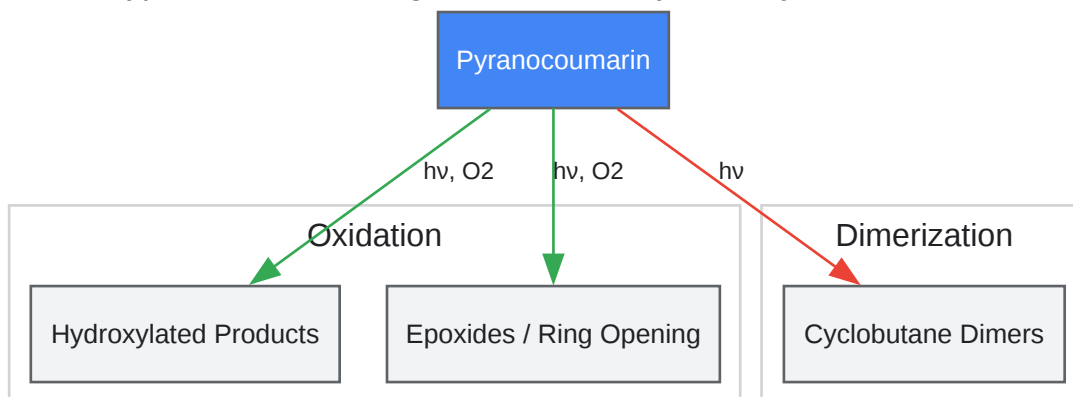 Pyranocoumarin
hν, O2
hν, O2
hν
Oxidation
Dimerization
Hydroxylated Products
Epoxides / Ring Opening
Cyclobutane Dimers